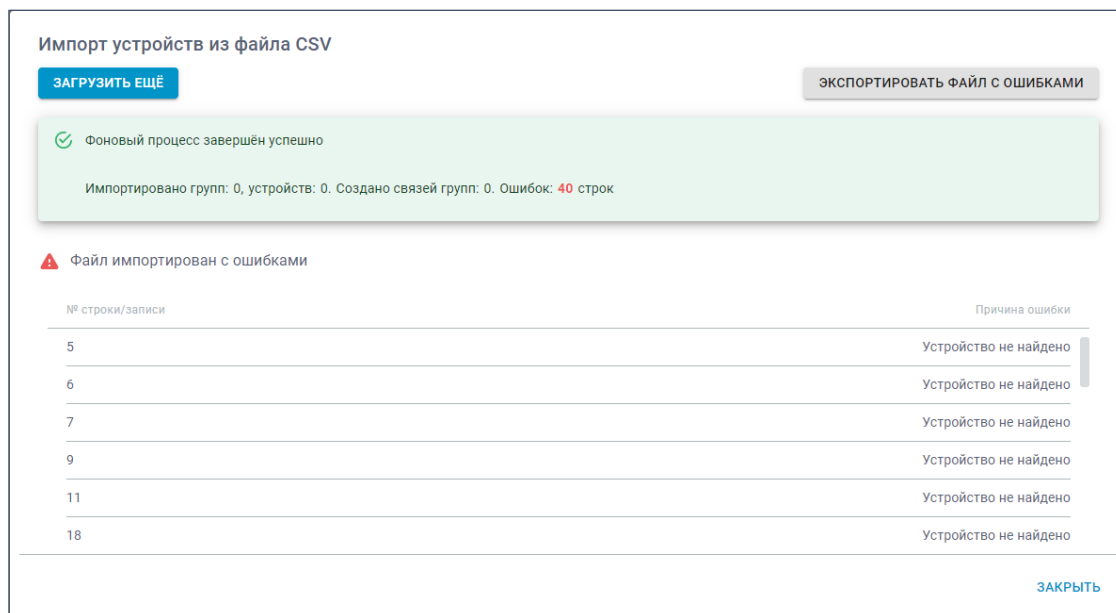 Импорт устройств из файла CSV
ЗАГРУЗИТЬ ЕЩЁ
ЭКСПОРТИРОВАТЬ ФАЙЛ С ОШИБКАМИ
Фоновый процесс завершён успешно
Импортировано групп: 0, устройств: 0. Создано связей групп: 0. Ошибок: 40 строк
Файл импортирован с ошибками
№ строки/записи Причина ошибки
5 Устройство не найдено
6 Устройство не найдено
7 Устройство не найдено
9 Устройство не найдено
11 Устройство не найдено
18 Устройство не найдено
ЗАКРЫТЬ